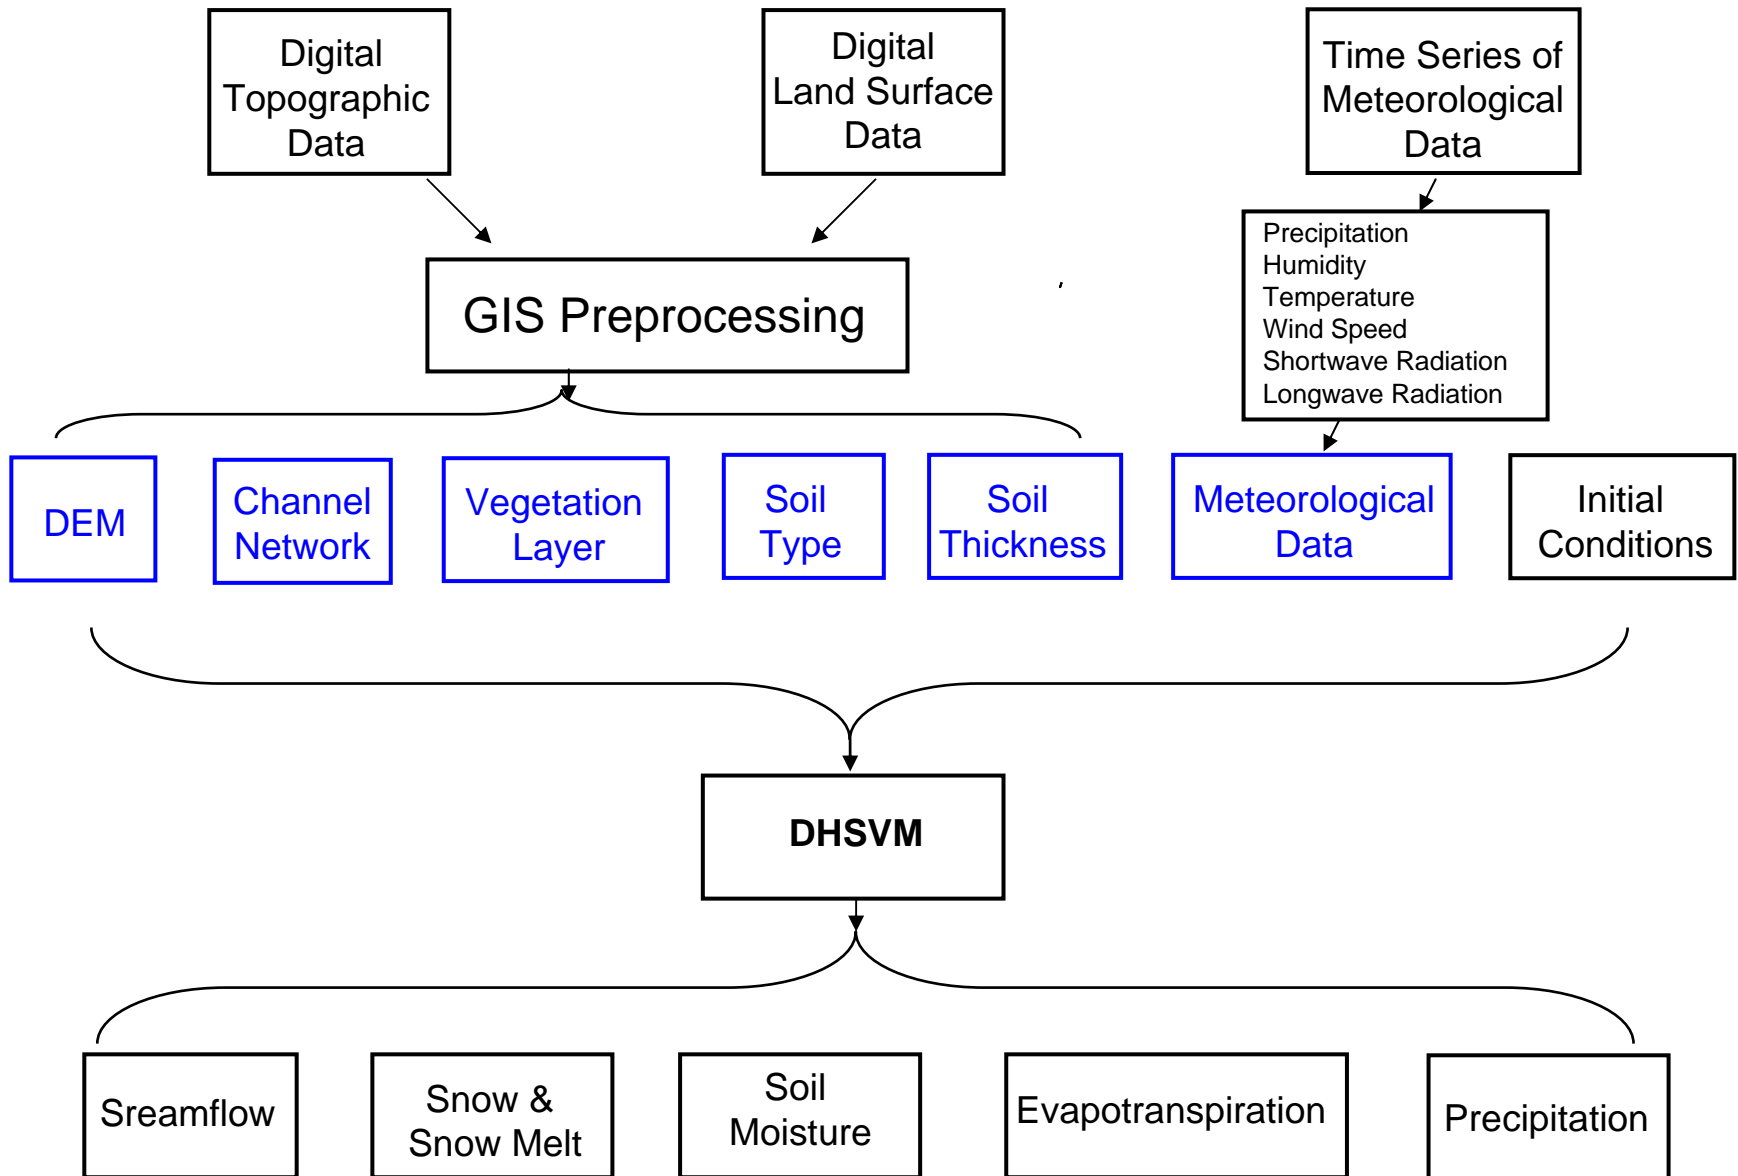 Digital
Topographic
Data
Digital
Land Surface
Data
Time Series of
Meteorological
Data
Precipitation
Humidity
Temperature
Wind Speed
Shortwave Radiation
Longwave Radiation
GIS Preprocessing
,
DEM
Channel
Network
Vegetation
Layer
Soil
Type
Soil
Thickness
Meteorological
Data
Initial
Conditions
DHSVM
Sreamflow
Snow &
Snow Melt
Soil
Moisture
Evapotranspiration
Precipitation